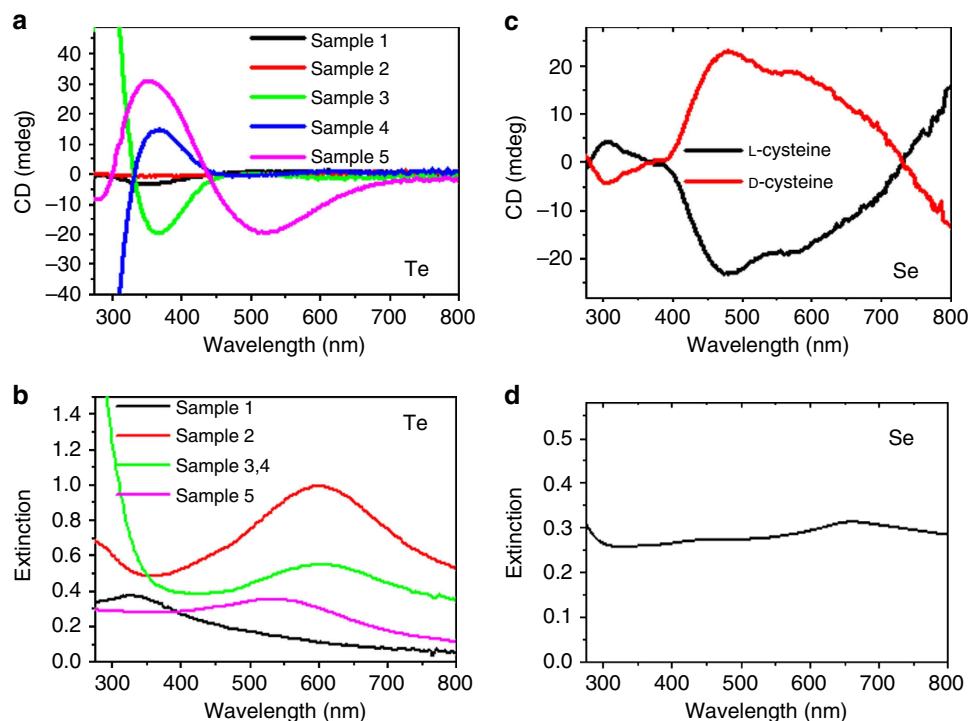 a
CD (mdeg)
40
30
20
10
0
−10
−20
−30
−40
Sample 1
Sample 2
Sample 3
Sample 4
Sample 5
Te
300 400 500 600 700 800
Wavelength (nm)
c
CD (mdeg)
20
10
0
−10
−20
L-cysteine
D-cysteine
Se
300 400 500 600 700 800
Wavelength (nm)
b
Extinction
1.4
1.2
1.0
0.8
0.6
0.4
0.2
0.0
Sample 1
Sample 2
Sample 3,4
Sample 5
Te
300 400 500 600 700 800
Wavelength (nm)
d
Extinction
0.5
0.4
0.3
0.2
0.1
0.0
Se
300 400 500 600 700 800
Wavelength (nm)